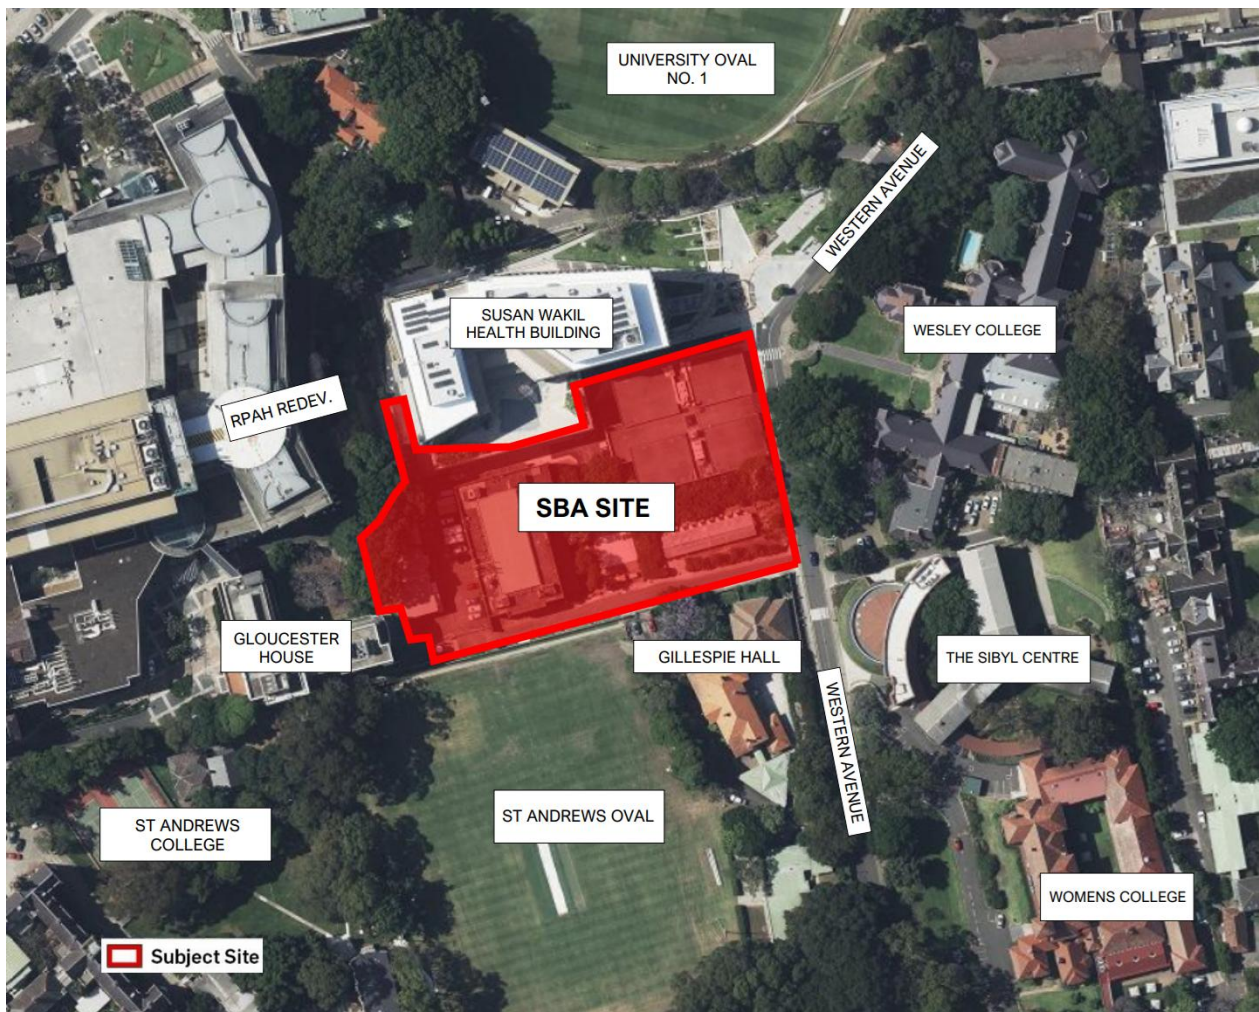 UNIVERSITY OVAL
NO. 1
WESTERN AVENUE
SUSAN WAKIL
HEALTH BUILDING
WESLEY COLLEGE
RPAH REDEV.
SBA SITE
GLOUCESTER
HOUSE
GILLESPIE HALL
THE SIBYL CENTRE
WESTERN AVENUE
ST ANDREWS
COLLEGE
ST ANDREWS OVAL
WOMENS COLLEGE
Subject Site